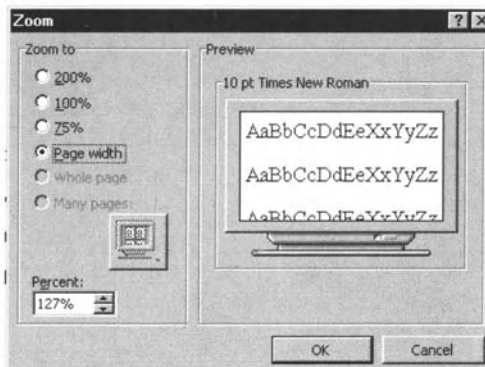 Zoom
Zoom to
200%
100%
75%
Page width
Whole page
Many pages:
Percent:
127%
Preview
10 pt Times New Roman
AaBbCcDdEeXxYyZz
AaBbCcDdEeXxYyZz
AaBbCcDdEeXxYyZz
OK
Cancel